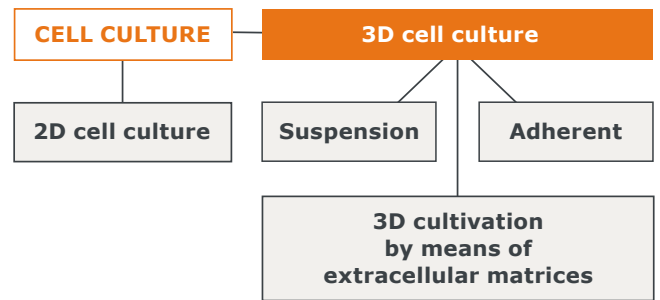 CELL CULTURE
3D cell culture
2D cell culture
Suspension
Adherent
3D cultivation
by means of
extracellular matrices